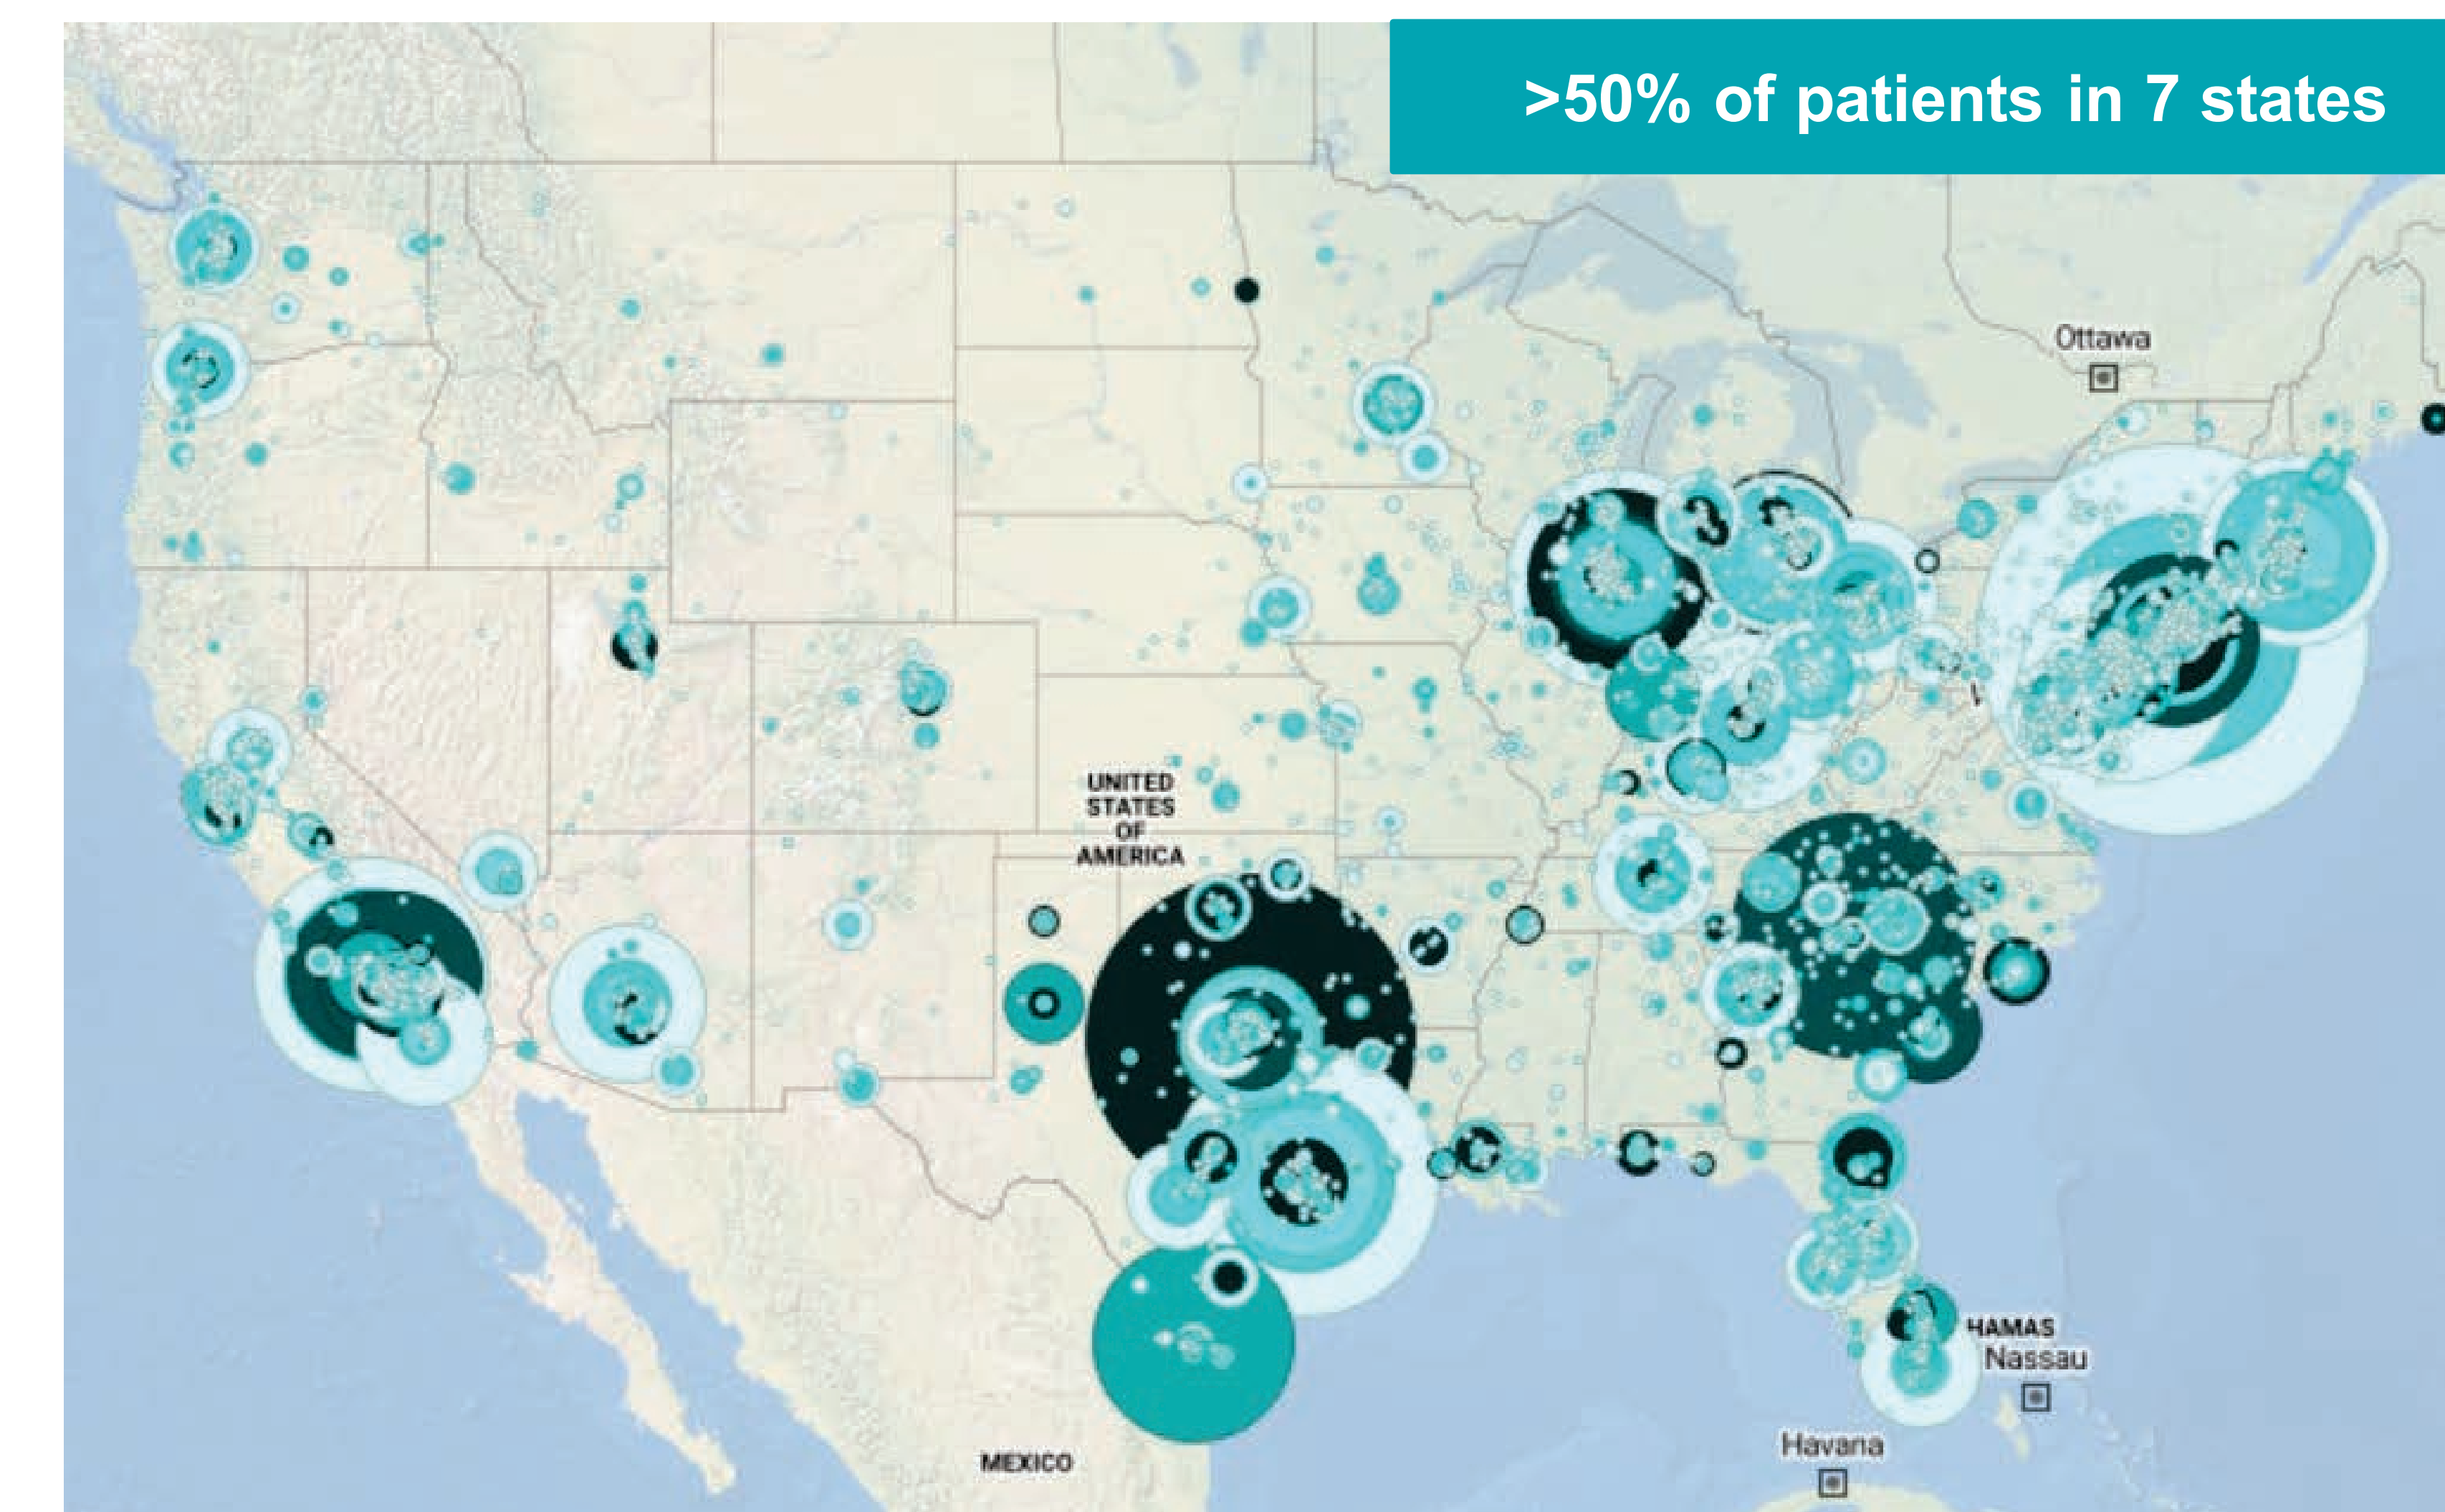 >50% of patients in 7 states
Ottawa
UNITED
STATES
OF
AMERICA
HAMAS
Nassau
Havana
MEXICO